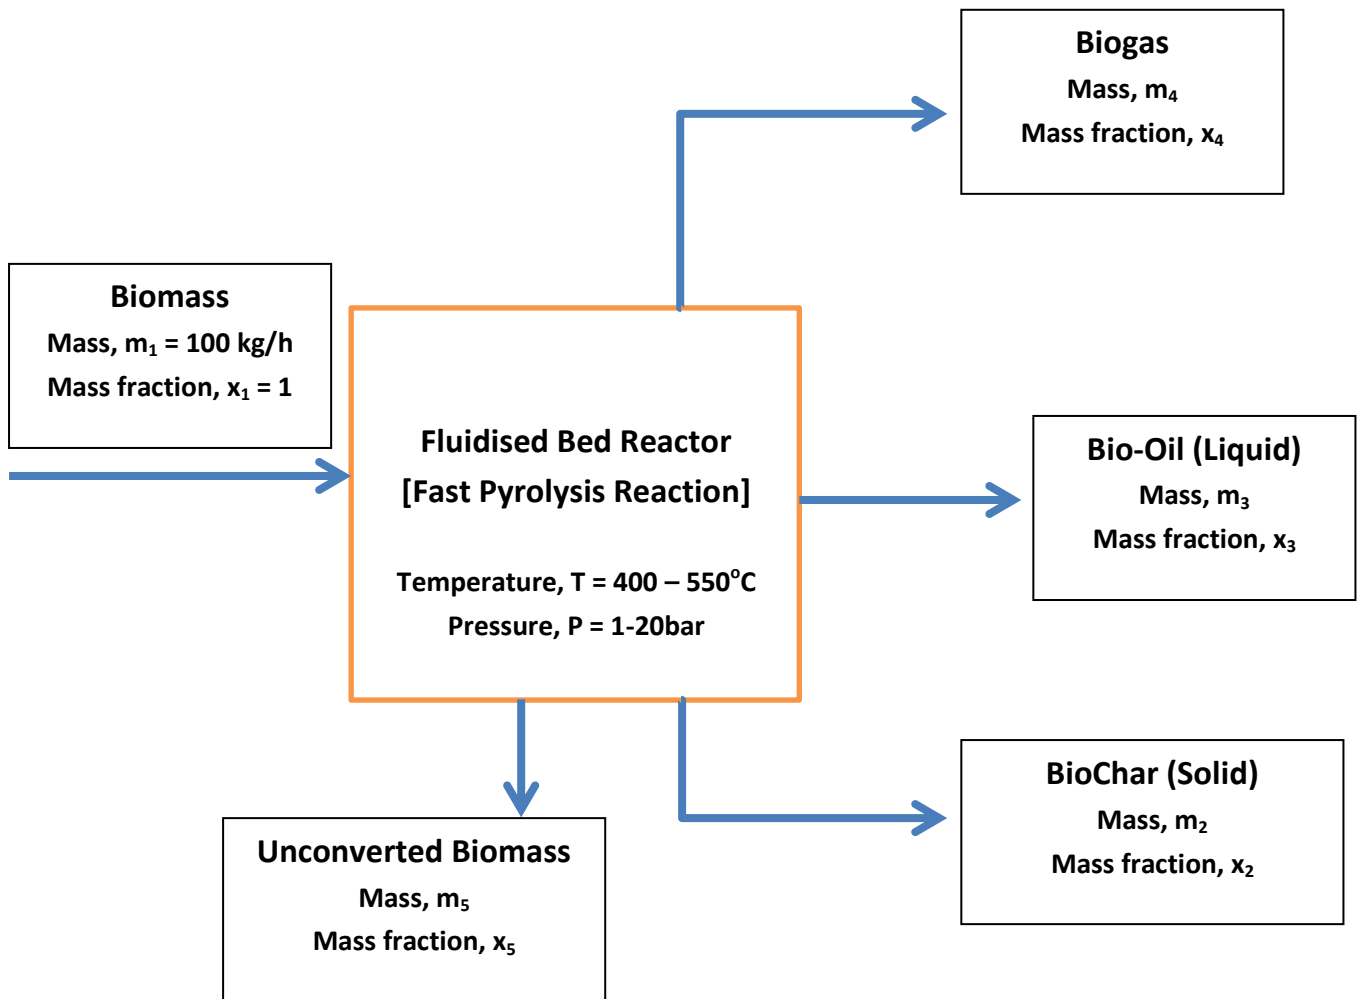 Biogas
Mass, m₄
Mass fraction, x₄
Biomass
Mass, m₁ = 100 kg/h
Mass fraction, x₁ = 1
Fluidised Bed Reactor
[Fast Pyrolysis Reaction]
Temperature, T = 400 – 550°C
Pressure, P = 1-20bar
Bio-Oil (Liquid)
Mass, m₃
Mass fraction, x₃
BioChar (Solid)
Mass, m₂
Mass fraction, x₂
Unconverted Biomass
Mass, m₅
Mass fraction, x₅